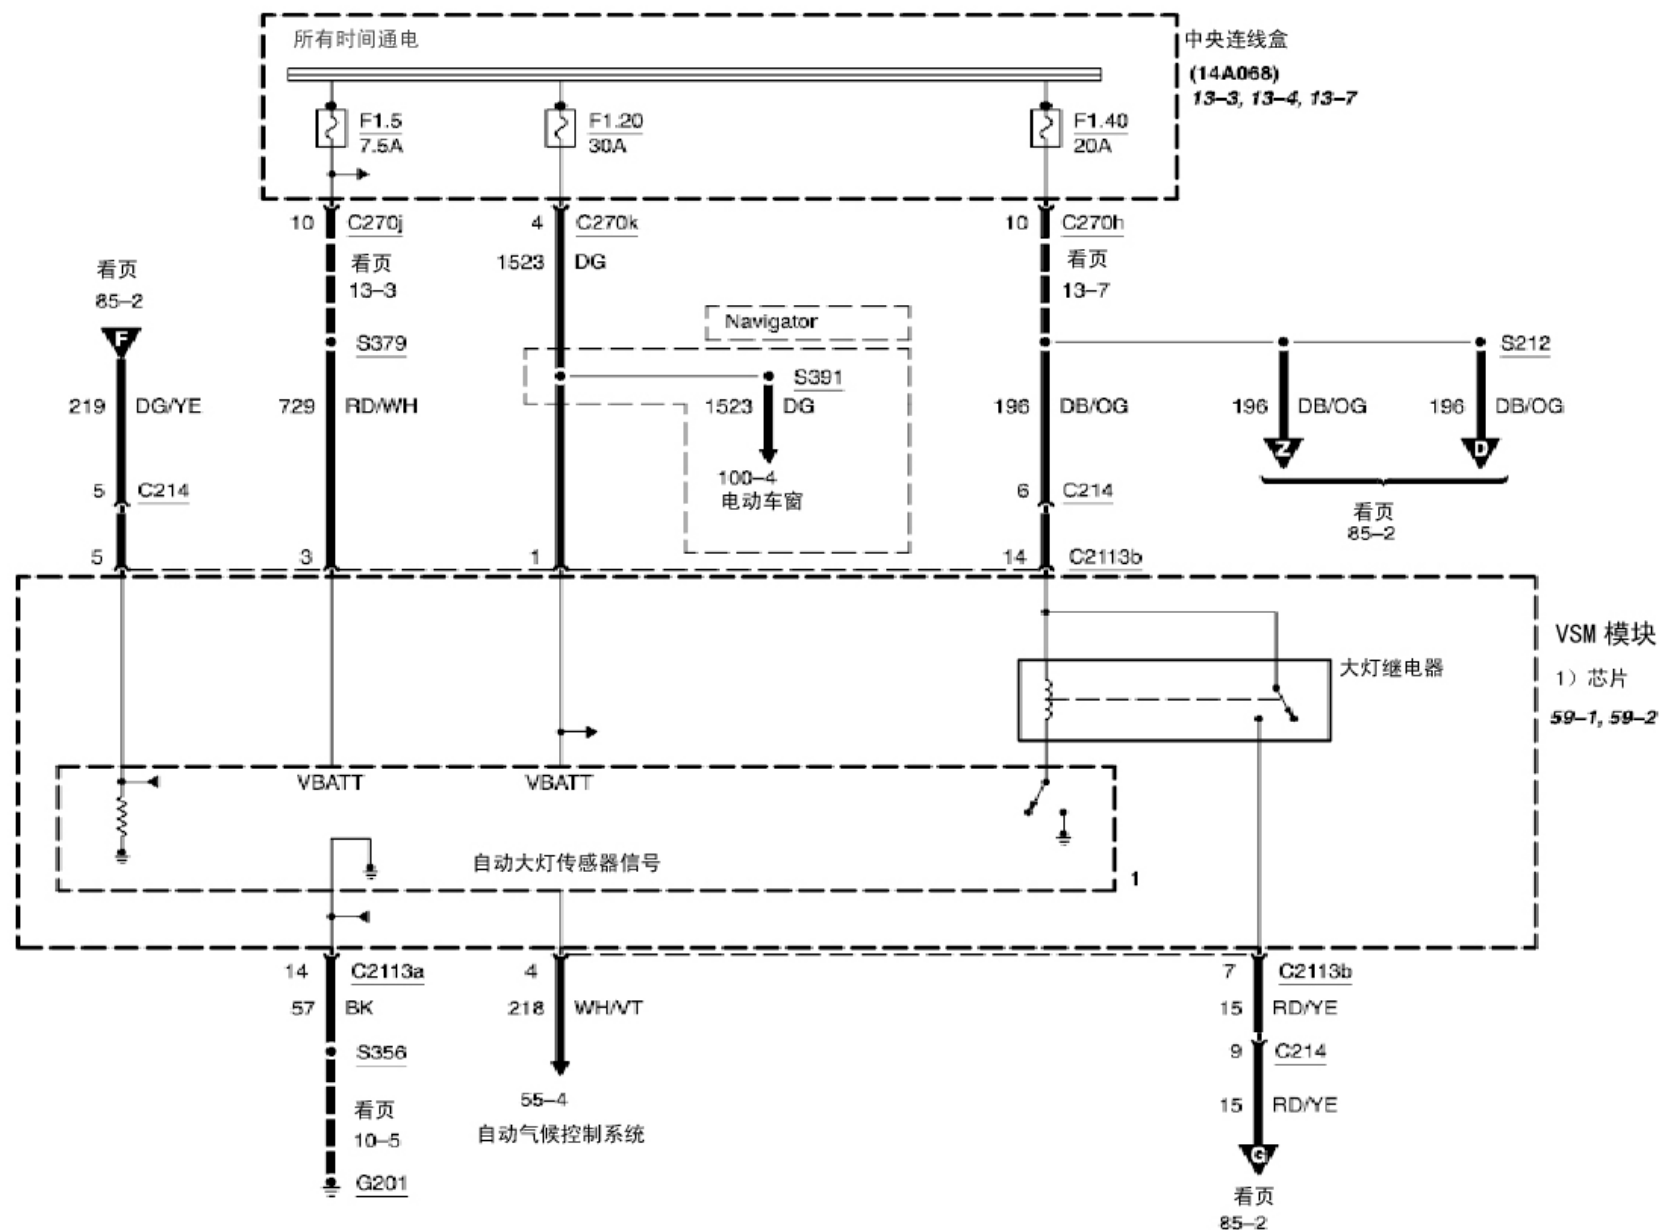 所有时间通电
中央连线盒
(14A068)
13–3, 13–4, 13–7
F1.5
7.5A
F1.20
30A
F1.40
20A
10 C270j
4 C270k
10 C270h
看页
13–3
1523 DG
看页
13–7
看页
85–2
F
Navigator
S379
S391
S212
219 DG/YE
729 RD/WH
1523 DG
196 DB/OG
196 DB/OG
196 DB/OG
Z
D
100–4
电动车窗
看页
85–2
5 C214
6 C214
5
3
1
14 C2113b
VSM 模块
1）芯片
59–1, 59–2
大灯继电器
VBATT
VBATT
自动大灯传感器信号
1
14 C2113a
4
7 C2113b
57 BK
218 WH/VT
15 RD/YE
S356
9 C214
看页
10–5
55–4
自动气候控制系统
15 RD/YE
G
G201
看页
85–2